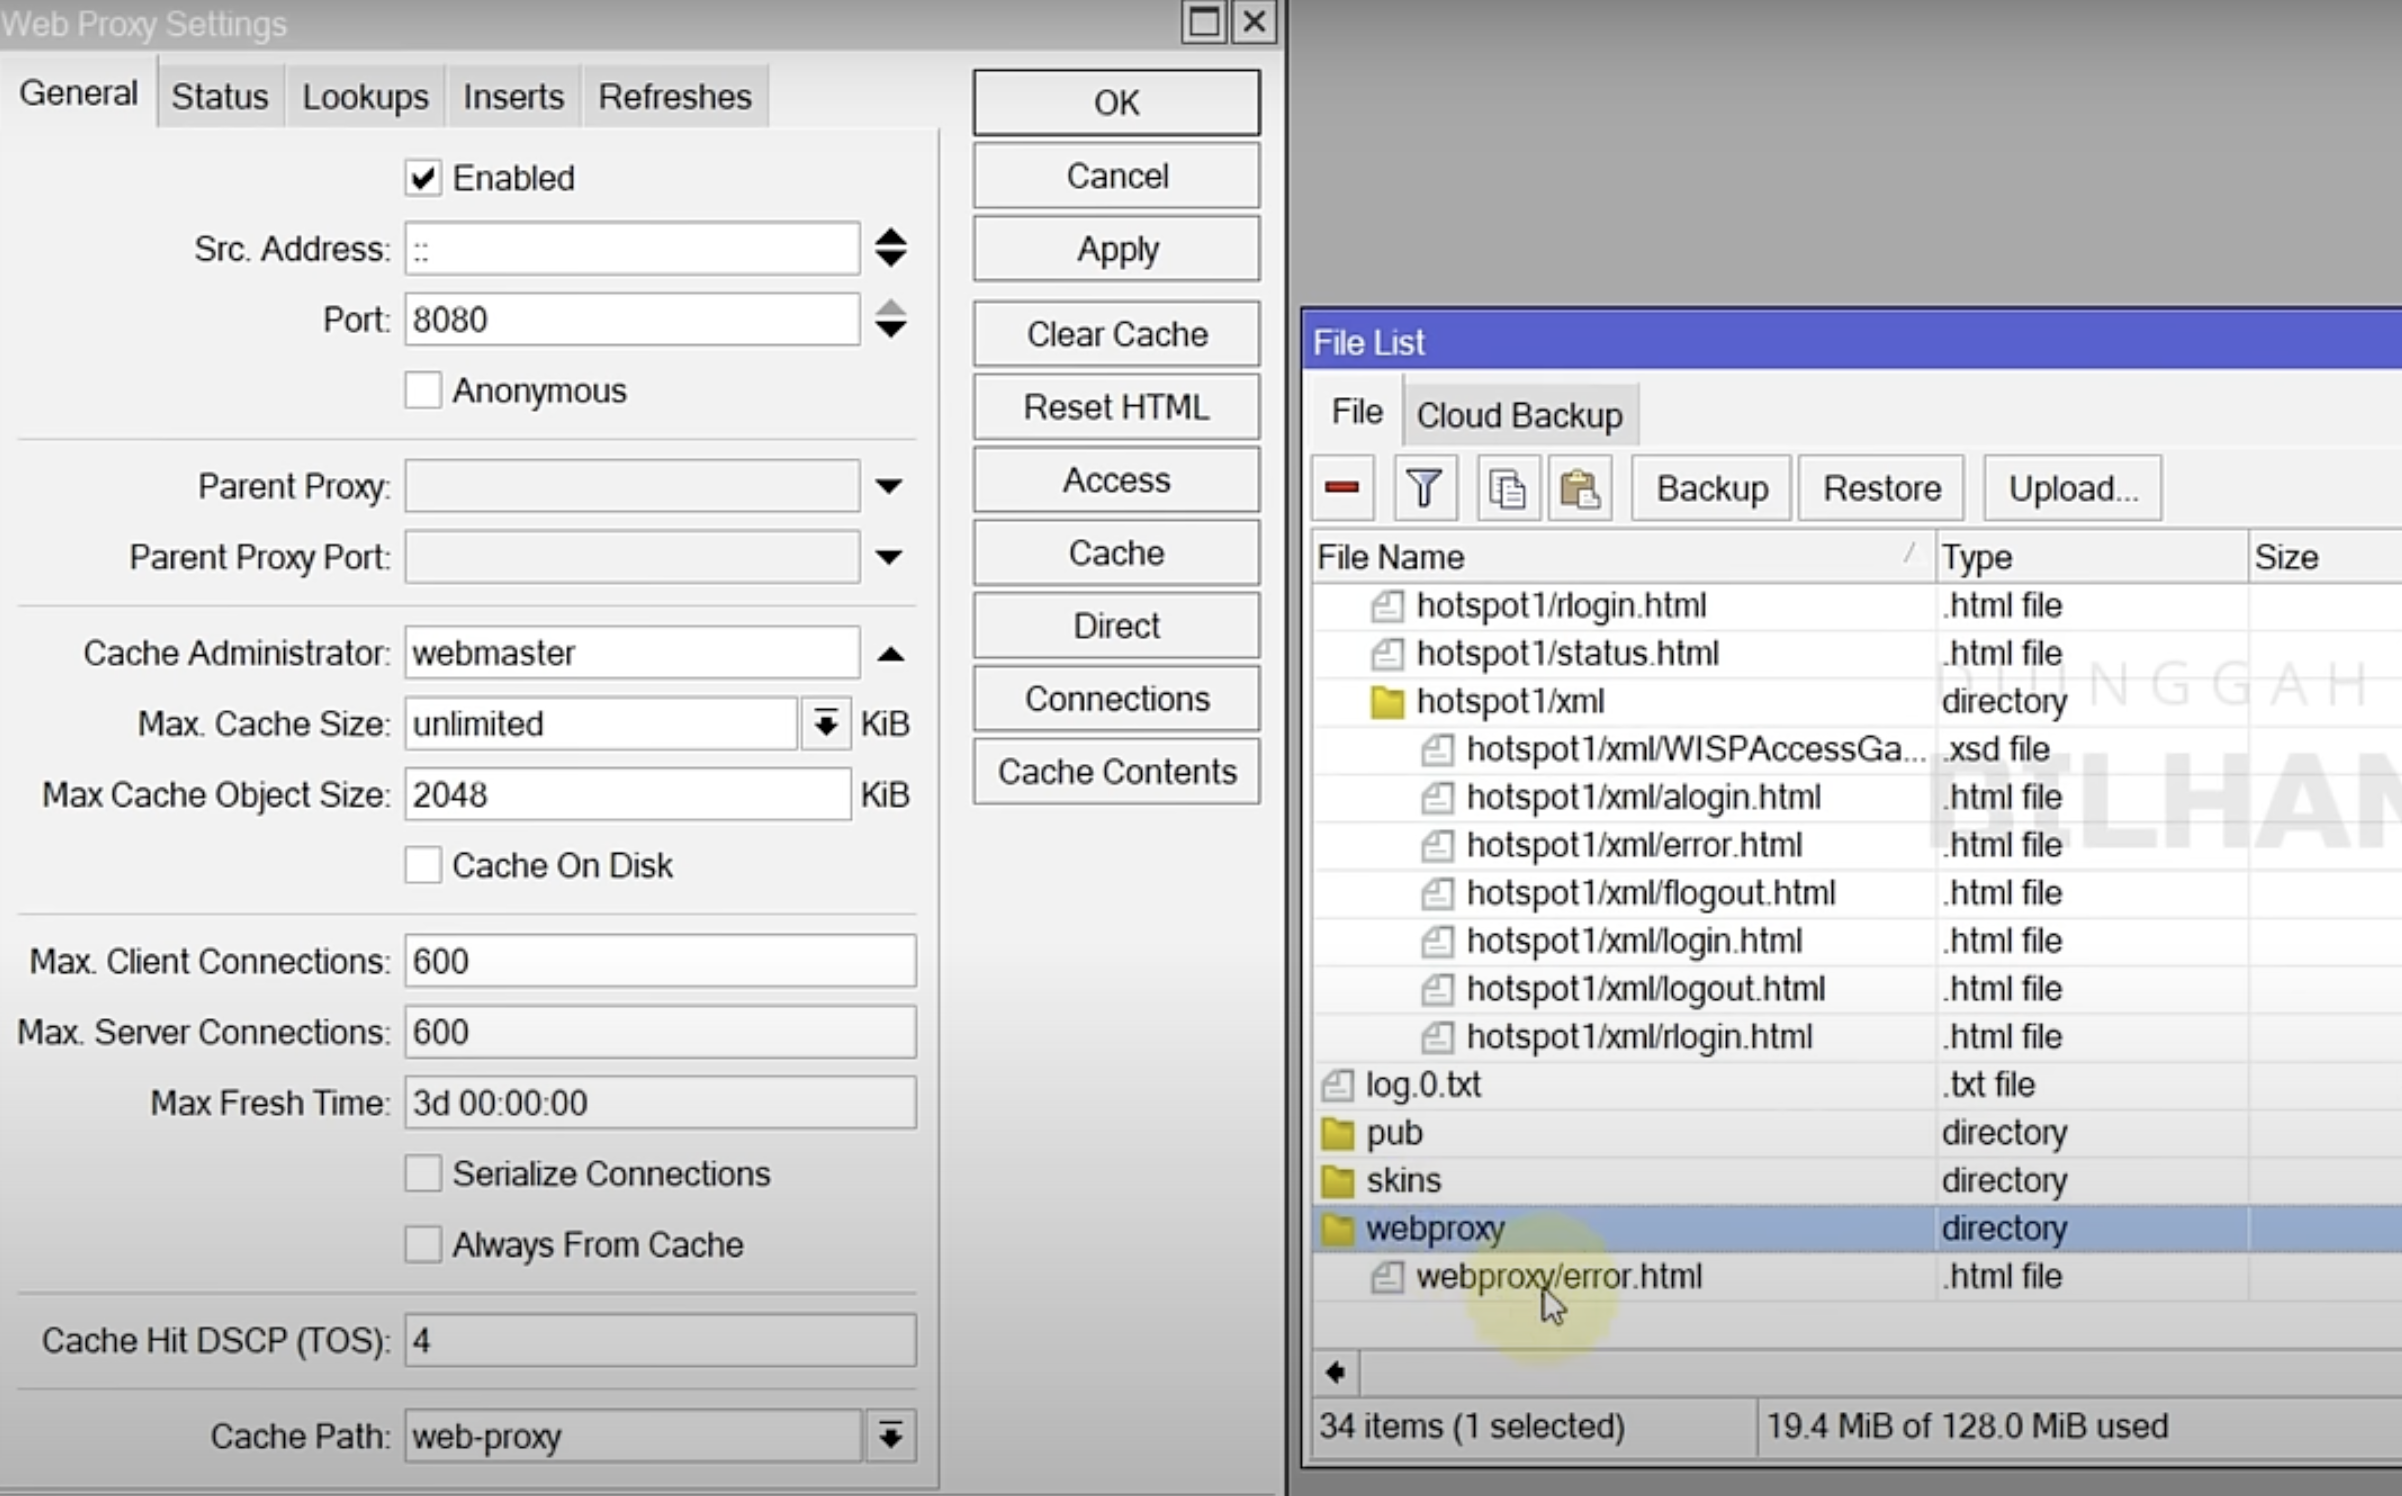 Web Proxy Settings
General Status Lookups Inserts Refreshes
Enabled
Src. Address: ::
Port: 8080
Anonymous
Parent Proxy:
Parent Proxy Port:
Cache Administrator: webmaster
Max. Cache Size: unlimited KiB
Max Cache Object Size: 2048 KiB
Cache On Disk
Max. Client Connections: 600
Max. Server Connections: 600
Max Fresh Time: 3d 00:00:00
Serialize Connections
Always From Cache
Cache Hit DSCP (TOS): 4
Cache Path: web-proxy
OK
Cancel
Apply
Clear Cache
Reset HTML
Access
Cache
Direct
Connections
Cache Contents
File List
File Cloud Backup
Backup Restore Upload...
File Name Type Size
hotspot1/rlogin.html .html file
hotspot1/status.html .html file
hotspot1/xml directory
hotspot1/xml/WISPAccessGa... .xsd file
hotspot1/xml/alogin.html .html file
hotspot1/xml/error.html .html file
hotspot1/xml/flogout.html .html file
hotspot1/xml/login.html .html file
hotspot1/xml/logout.html .html file
hotspot1/xml/rlogin.html .html file
log.0.txt .txt file
pub directory
skins directory
webproxy directory
webproxy/error.html .html file
34 items (1 selected) 19.4 MiB of 128.0 MiB used